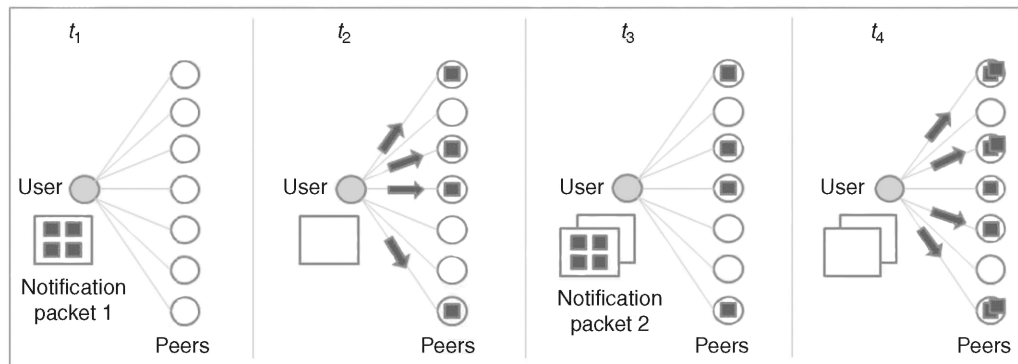 t1
User
Notification
packet 1
Peers
t2
User
Peers
t3
User
Notification
packet 2
Peers
t4
User
Peers